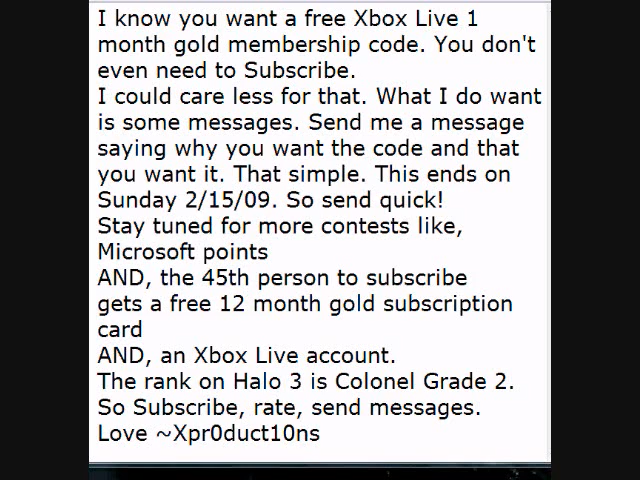 I know you want a free Xbox Live 1
month gold membership code. You don't
even need to Subscribe.
I could care less for that. What I do want
is some messages. Send me a message
saying why you want the code and that
you want it. That simple. This ends on
Sunday 2/15/09. So send quick!
Stay tuned for more contests like,
Microsoft points
AND, the 45th person to subscribe
gets a free 12 month gold subscription
card
AND, an Xbox Live account.
The rank on Halo 3 is Colonel Grade 2.
So Subscribe, rate, send messages.
Love ~Xpr0duct10ns